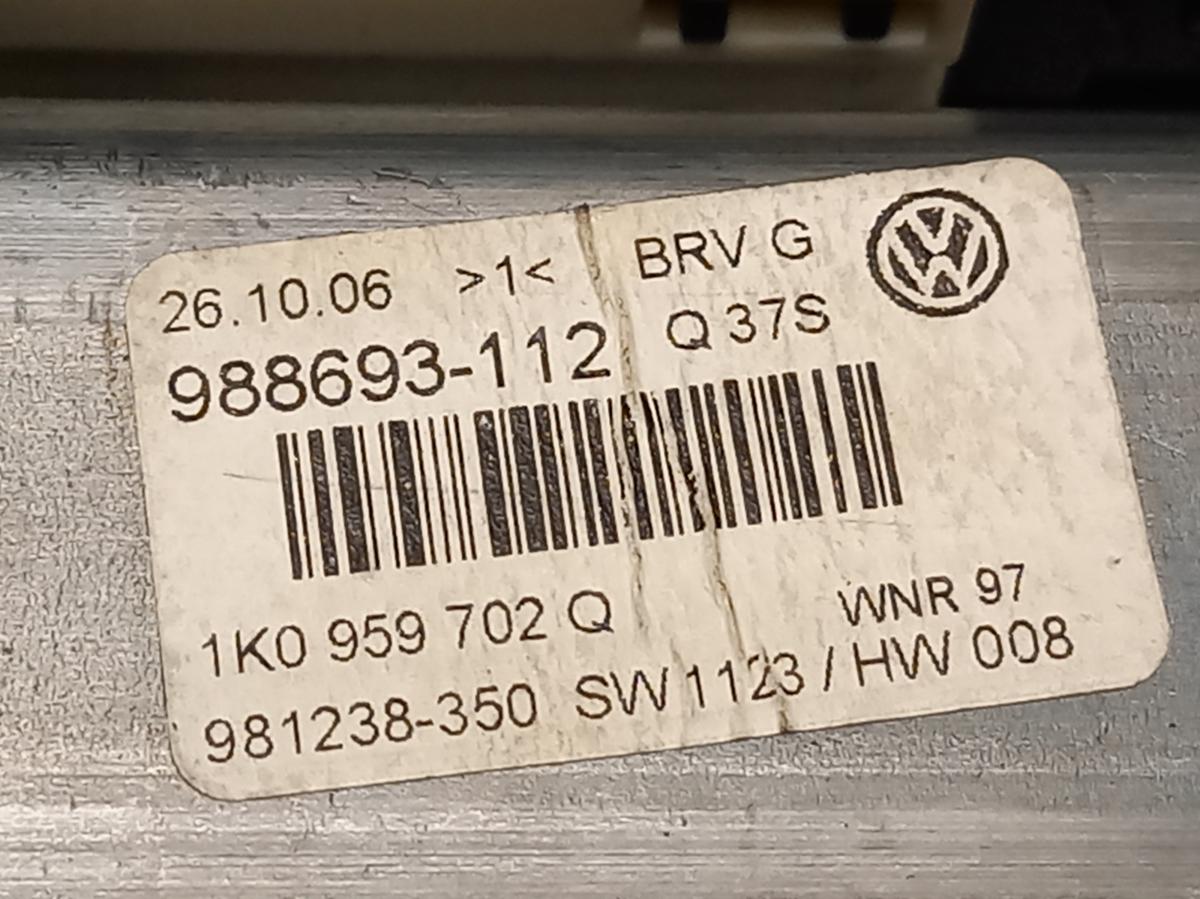 26.10.06 >1< BRV G
988693-112 Q 37S
1K0 959 702 Q WNR 97
981238-350 SW 1123 / HW 008